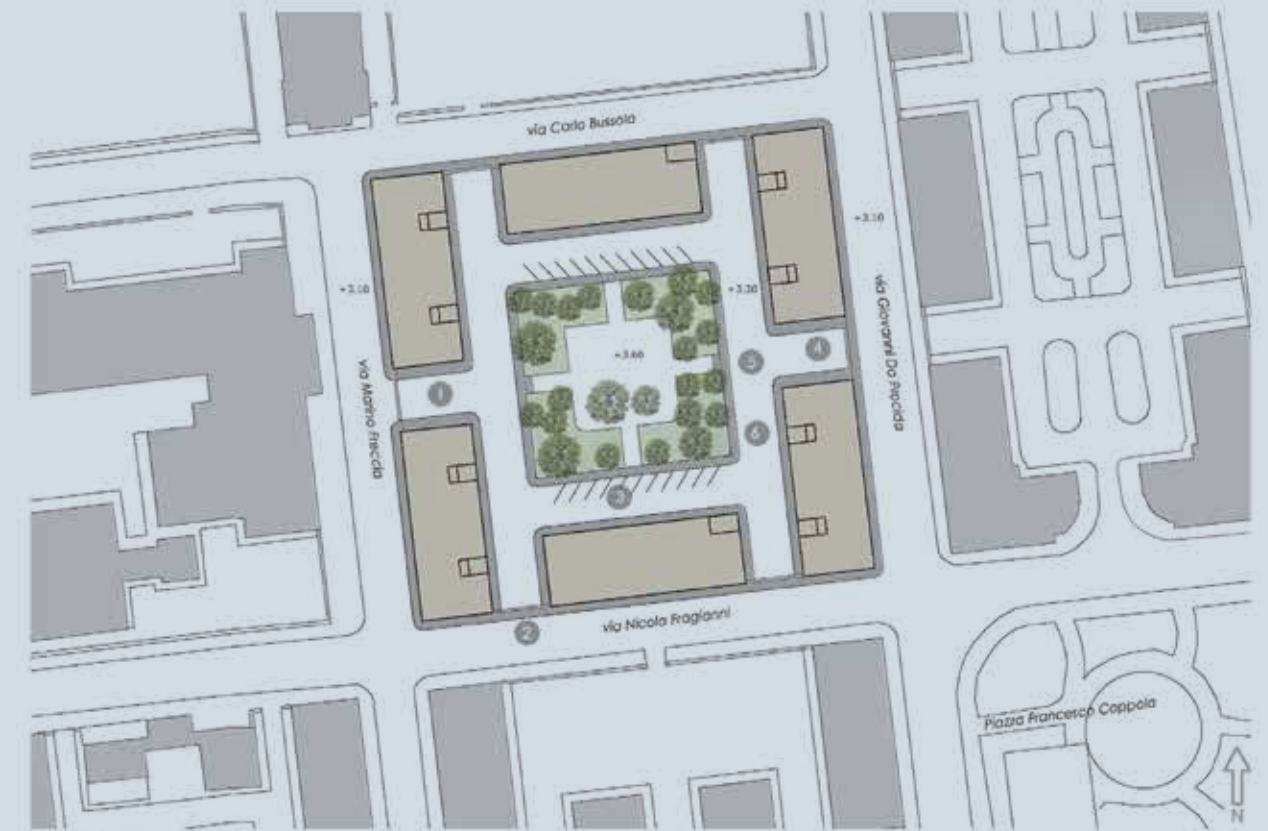 via Carlo Bussola
+3.10
+3.10
+3.30
via Giovanni Da Procida
+3.60
via Marino Freccia
1
2
3
4
5
6
via Nicola Fragianni
Piazza Francesco Coppola
N